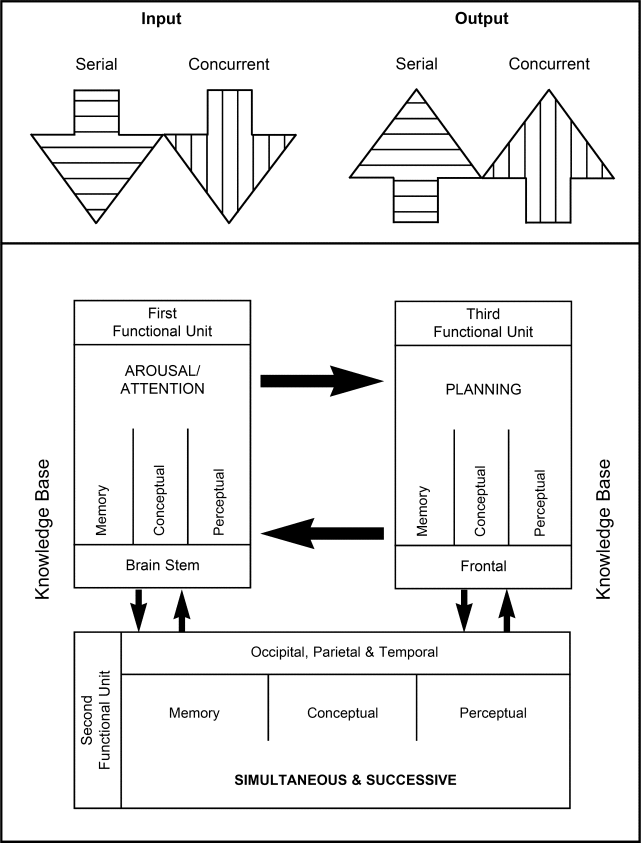 Input
Output
Serial
Concurrent
Serial
Concurrent
First
Functional Unit
Third
Functional Unit
AROUSAL/
ATTENTION
PLANNING
Knowledge Base
Memory
Conceptual
Perceptual
Memory
Conceptual
Perceptual
Knowledge Base
Brain Stem
Frontal
Second
Functional Unit
Occipital, Parietal & Temporal
Memory
Conceptual
Perceptual
SIMULTANEOUS & SUCCESSIVE